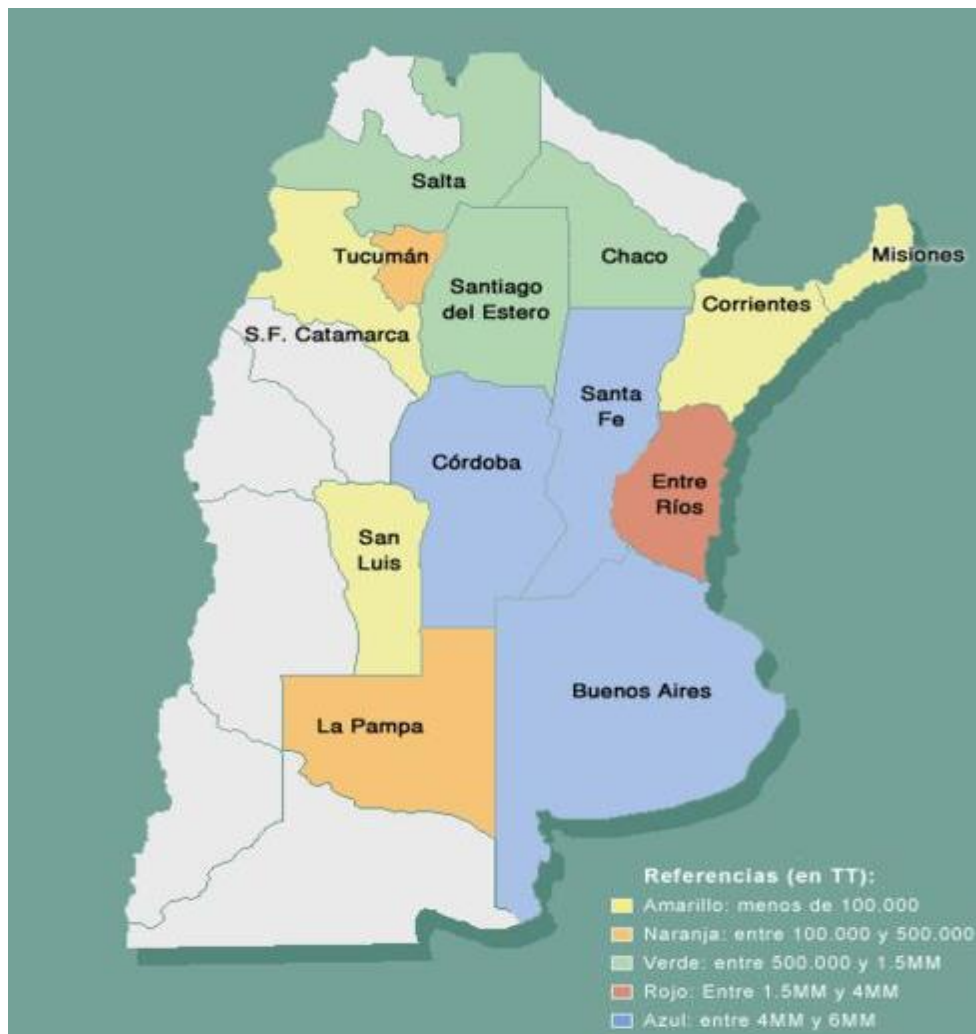 Salta
Tucumán
Chaco
Misiones
Santiago
del Estero
Corrientes
S.F. Catamarca
Santa
Fe
Córdoba
Entre
Ríos
San
Luis
Buenos Aires
La Pampa
Referencias (en TT):
Amarillo: menos de 100.000
Naranja: entre 100.000 y 500.000
Verde: entre 500.000 y 1.5MM
Rojo: Entre 1.5MM y 4MM
Azul: entre 4MM y 6MM